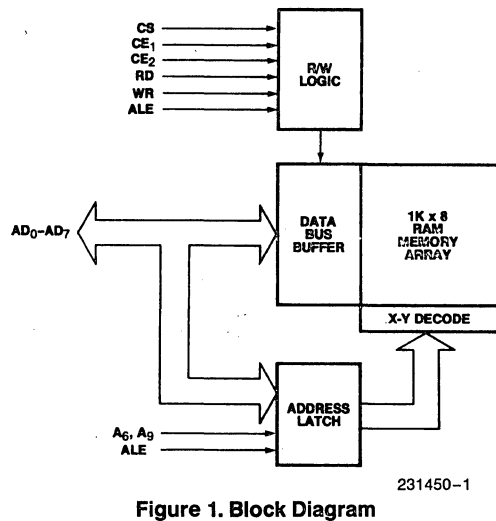 CS
CE1
CE2
RD
WR
ALE
R/W
LOGIC
AD0–AD7
DATA
BUS
BUFFER
1K x 8
RAM
MEMORY
ARRAY
X-Y DECODE
ADDRESS
LATCH
A6, A9
ALE
231450–1
Figure 1. Block Diagram